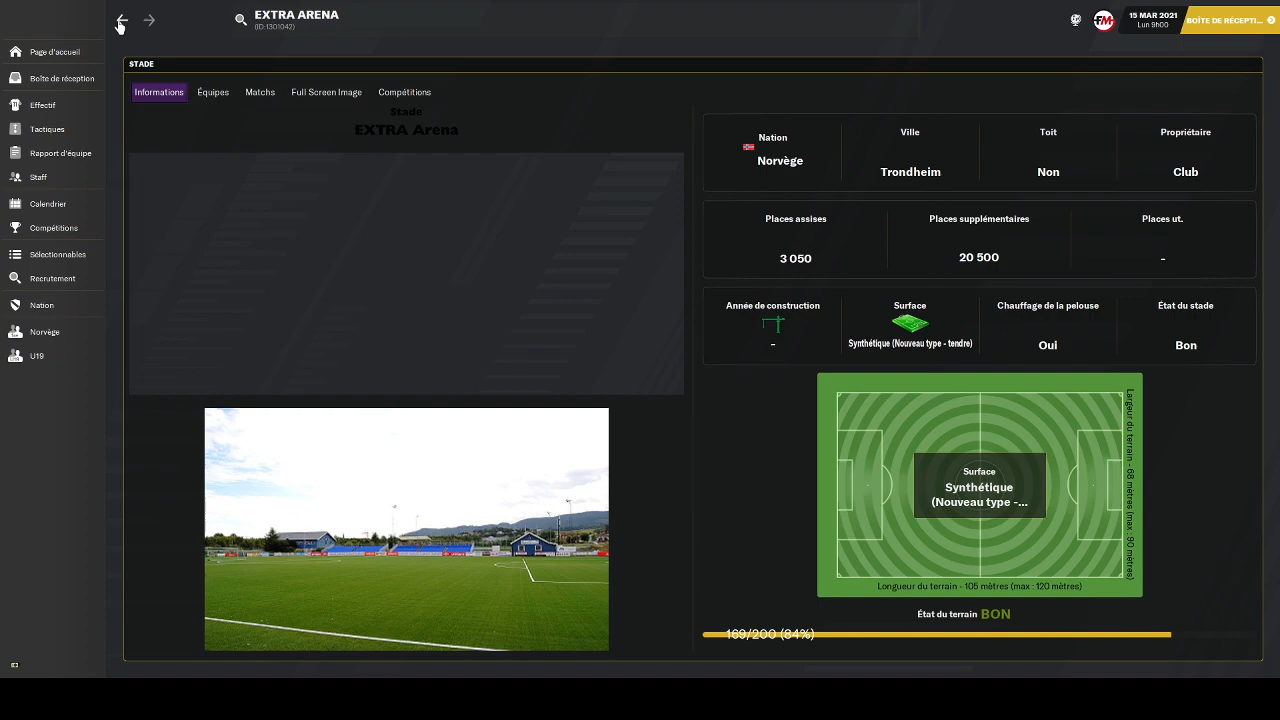 EXTRA ARENA
(ID:1301042)
FM
15 MAR 2021
Lun 9h00
BOÎTE DE RÉCEPTI...
Page d'accueil
Boîte de réception
Effectif
Tactiques
Rapport d'équipe
Staff
Calendrier
Compétitions
Sélectionnables
Recrutement
Nation
Norvège
U19
STADE
Informations
Équipes
Matchs
Full Screen Image
Compétitions
Stade
EXTRA Arena
Nation
Norvège
Ville
Trondheim
Toit
Non
Propriétaire
Club
Places assises
3 050
Places supplémentaires
20 500
Places ut.
-
Année de construction
-
Surface
Synthétique (Nouveau type - tendre)
Chauffage de la pelouse
Oui
État du stade
Bon
Surface
Synthétique
(Nouveau type -...
Largeur du terrain - 68 mètres (max : 90 mètres)
Longueur du terrain - 105 mètres (max : 120 mètres)
État du terrain BON
169/200 (84%)